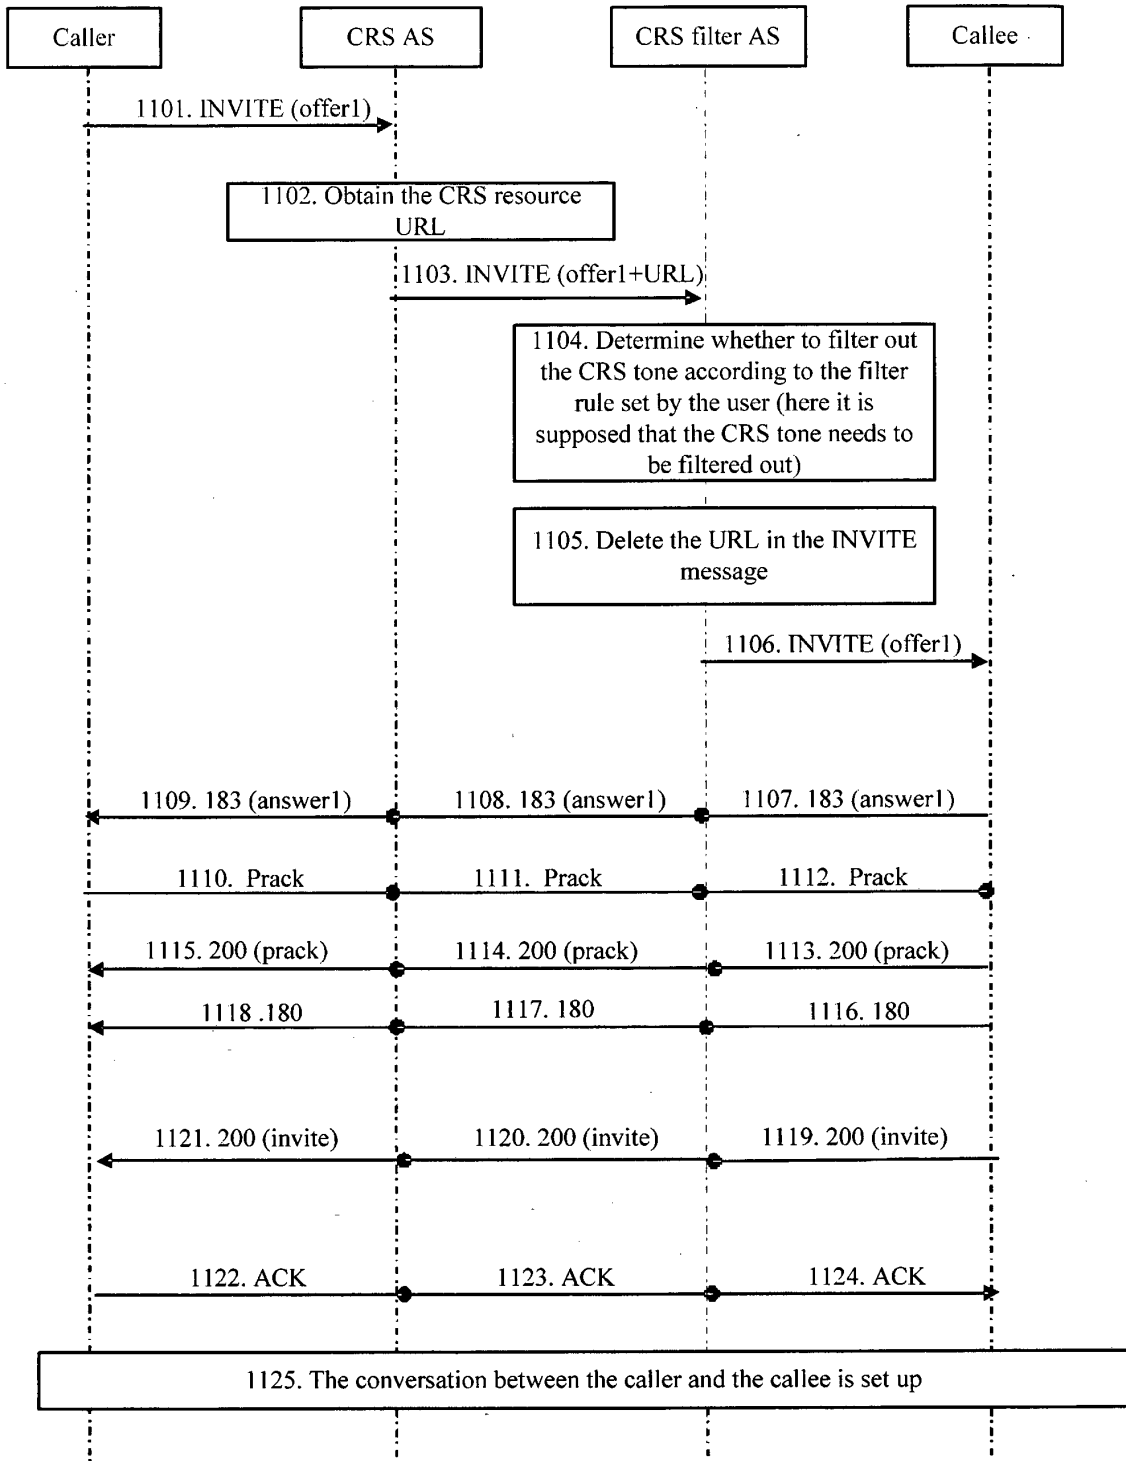 Caller
CRS AS
CRS filter AS
Callee
1101. INVITE (offer1)
1102. Obtain the CRS resource
URL
1103. INVITE (offer1+URL)
1104. Determine whether to filter out
the CRS tone according to the filter
rule set by the user (here it is
supposed that the CRS tone needs to
be filtered out)
1105. Delete the URL in the INVITE
message
1106. INVITE (offer1)
1109. 183 (answer1)
1108. 183 (answer1)
1107. 183 (answer1)
1110. Prack
1111. Prack
1112. Prack
1115. 200 (prack)
1114. 200 (prack)
1113. 200 (prack)
1118 .180
1117. 180
1116. 180
1121. 200 (invite)
1120. 200 (invite)
1119. 200 (invite)
1122. ACK
1123. ACK
1124. ACK
1125. The conversation between the caller and the callee is set up